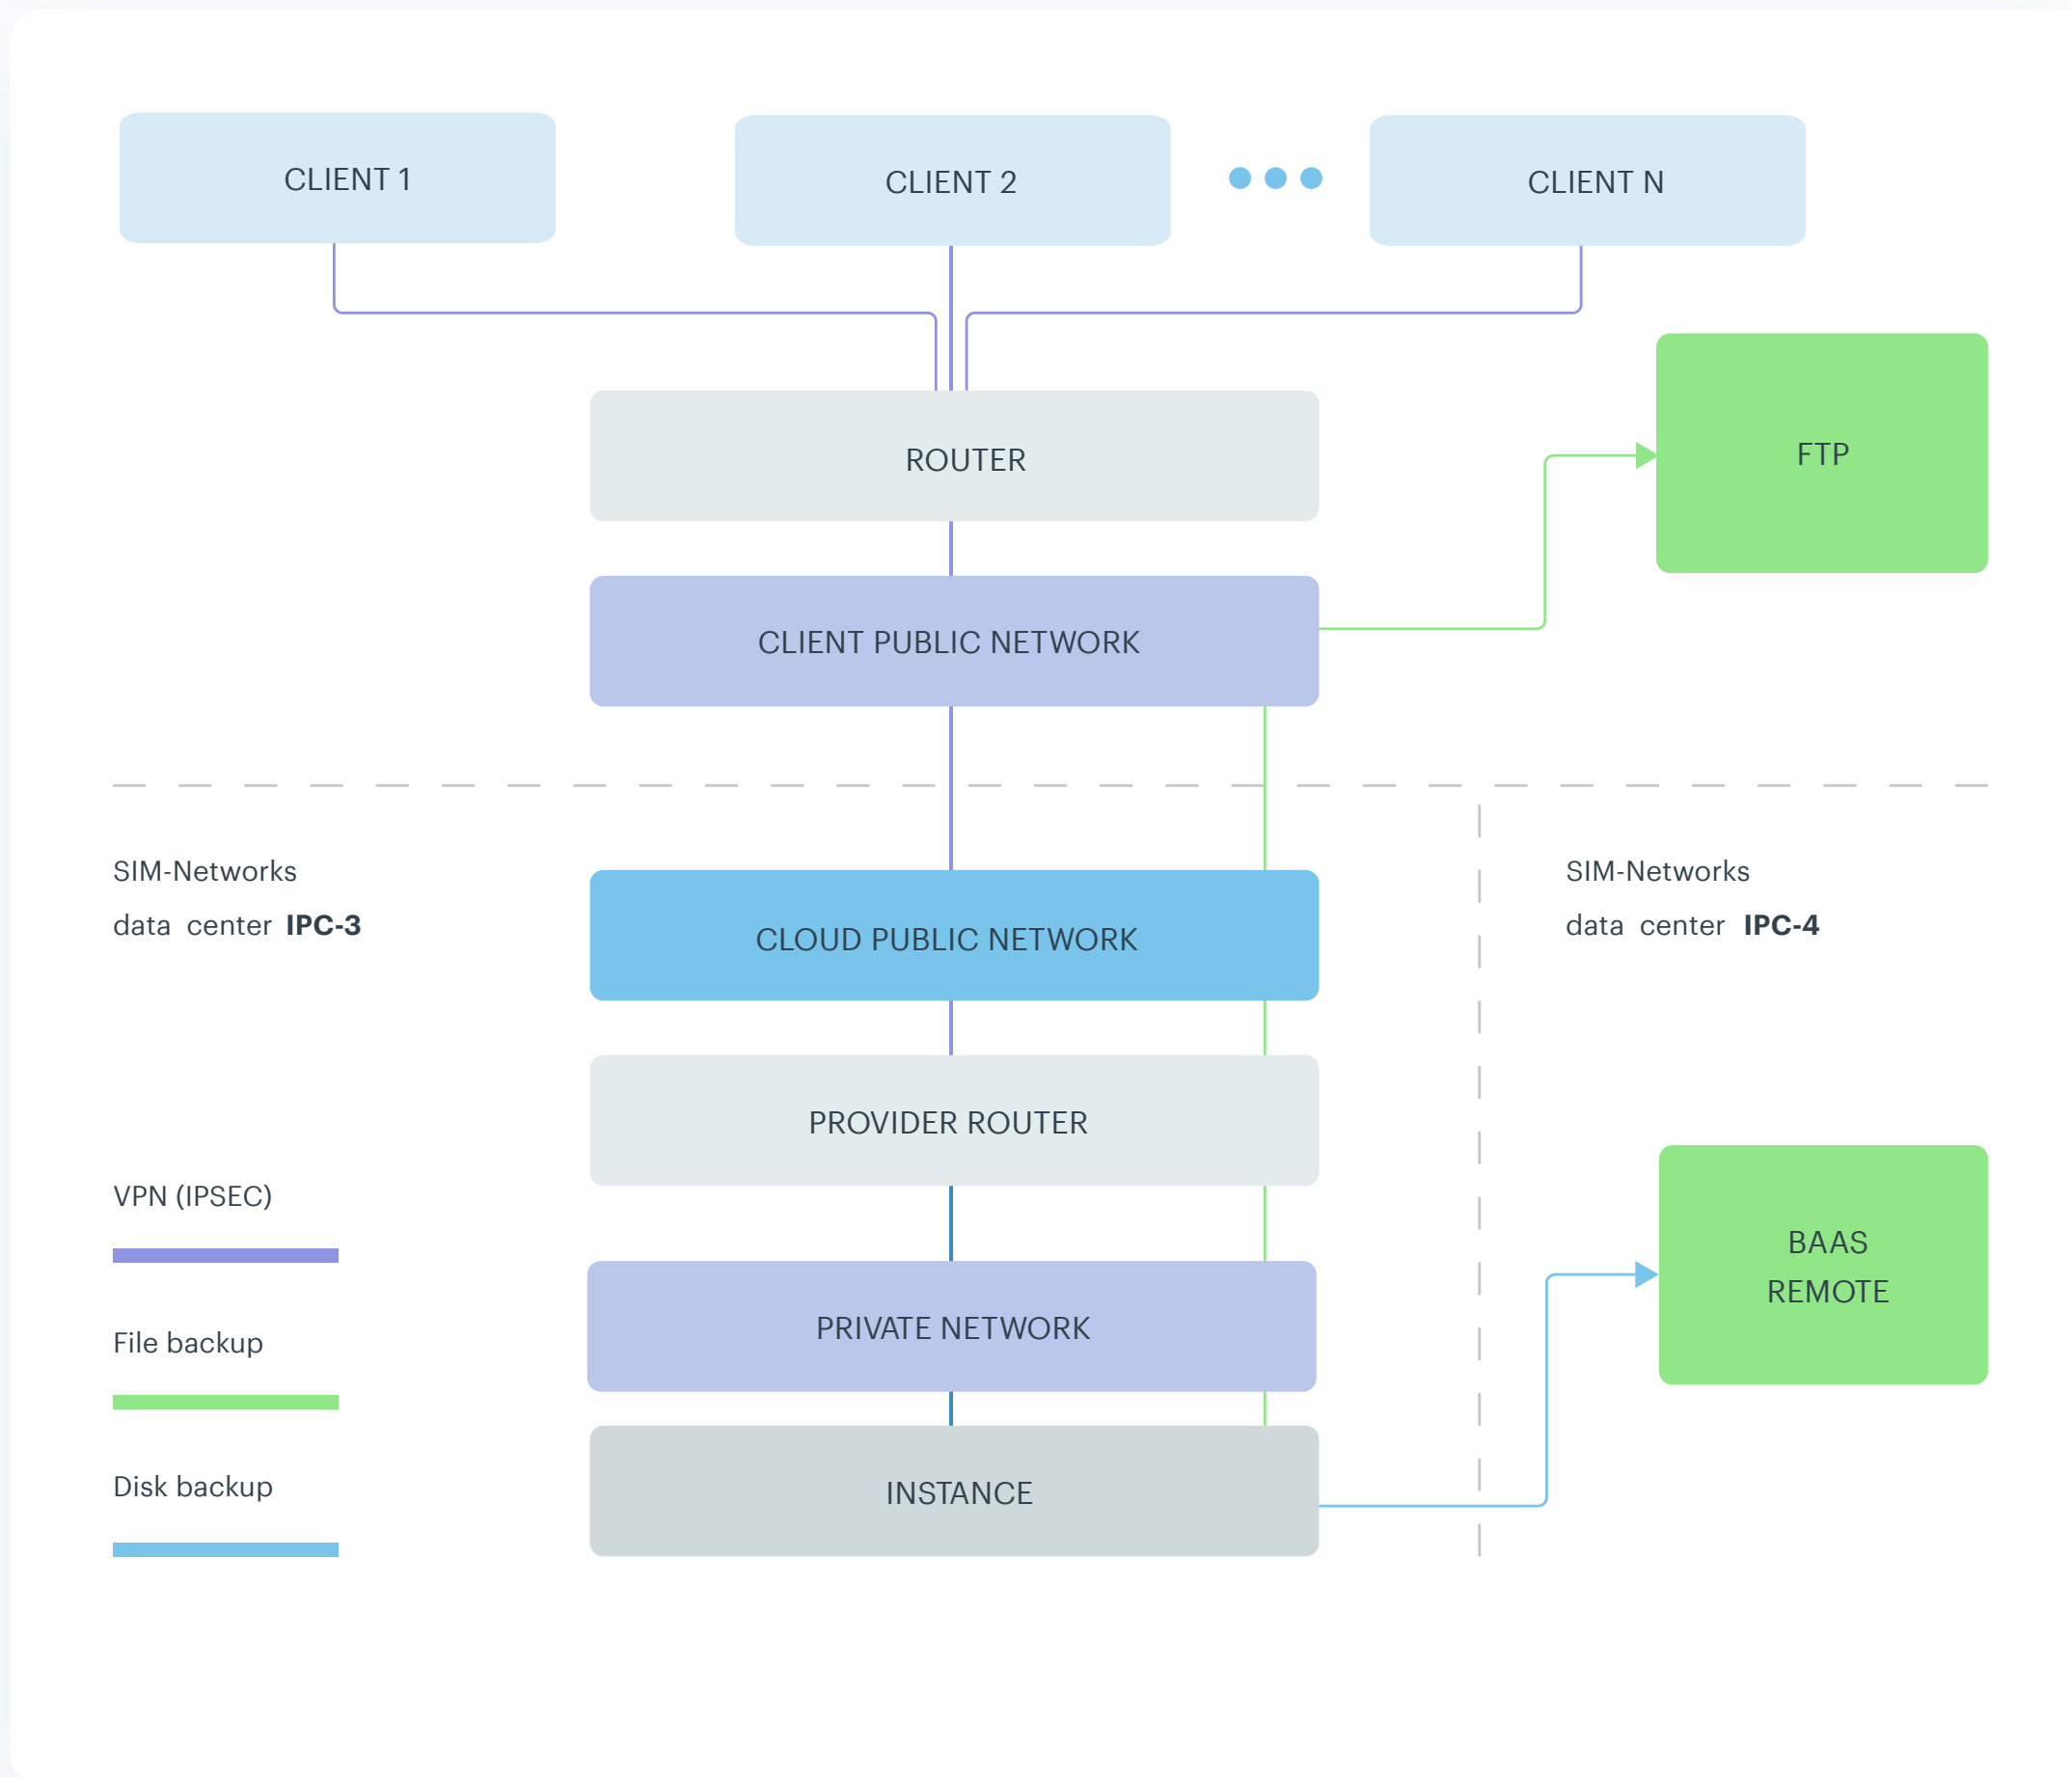 CLIENT 1
CLIENT 2
CLIENT N
ROUTER
FTP
CLIENT PUBLIC NETWORK
SIM-Networks
data center IPC-3
SIM-Networks
data center IPC-4
CLOUD PUBLIC NETWORK
PROVIDER ROUTER
VPN (IPSEC)
BAAS
REMOTE
PRIVATE NETWORK
File backup
INSTANCE
Disk backup